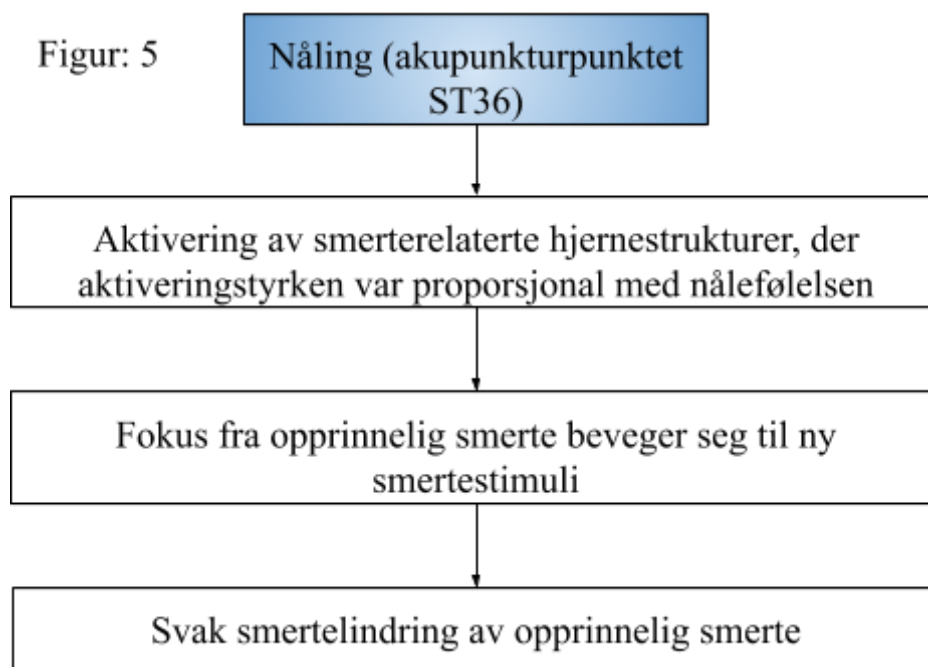 Figur: 5
Nåling (akupunkturpunktet
ST36)
Aktivering av smerterelaterte hjernestrukturer, der
aktiveringstyrken var proporsjonal med nålefølelsen
Fokus fra opprinnelig smerte beveger seg til ny
smertestimuli
Svak smertelindring av opprinnelig smerte